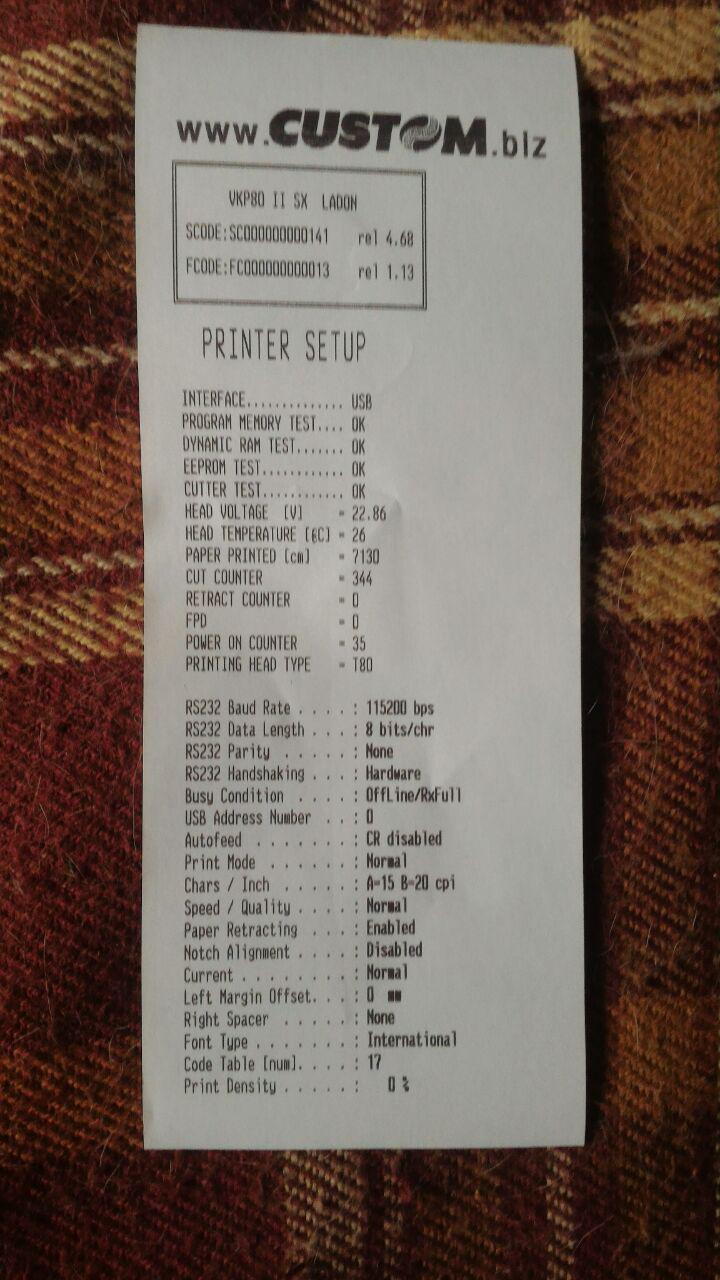 www.CUSTOM.biz
VKP80 II SX LADON
SCODE:SC000000000141 rel 4.68
FCODE:FC000000000013 rel 1.13
PRINTER SETUP
INTERFACE.............. USB
PROGRAM MEMORY TEST.... OK
DYNAMIC RAM TEST....... OK
EEPROM TEST............ OK
CUTTER TEST............ OK
HEAD VOLTAGE [V] = 22.86
HEAD TEMPERATURE [øC] = 26
PAPER PRINTED [cm] = 7130
CUT COUNTER = 344
RETRACT COUNTER = 0
FPD = 0
POWER ON COUNTER = 35
PRINTING HEAD TYPE = T80
RS232 Baud Rate . . . . : 115200 bps
RS232 Data Length . . . : 8 bits/chr
RS232 Parity . . . . . : None
RS232 Handshaking . . . : Hardware
Busy Condition . . . . : OffLine/RxFull
USB Address Number . . : 0
Autofeed . . . . . . . : CR disabled
Print Mode . . . . . . : Normal
Chars / Inch . . . . . : A=15 B=20 cpi
Speed / Quality . . . . : Normal
Paper Retracting . . . : Enabled
Notch Alignment . . . . : Disabled
Current . . . . . . . . : Normal
Left Margin Offset. . . : 0 mm
Right Spacer . . . . . : None
Font Type . . . . . . . : International
Code Table [num]. . . . : 17
Print Density . . . . . : 0 %